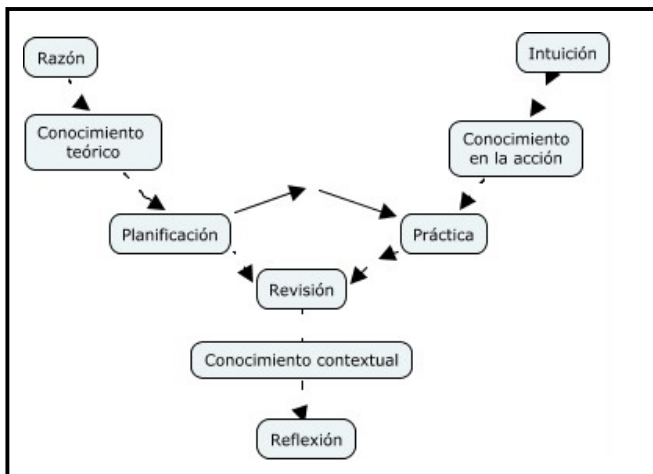 Razón
Intuición
Conocimiento
teórico
Conocimiento
en la acción
Planificación
Práctica
Revisión
Conocimiento contextual
Reflexión